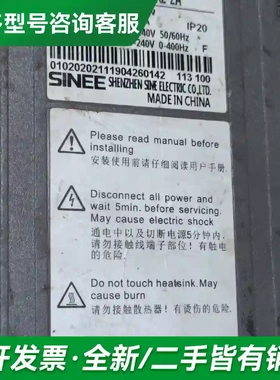 型号咨询客服
IP20
40V 50/60Hz
240V 0-400Hz F
01020202111904260142 113 100
SINEE SHENZHEN SINE ELECTRIC CO.,LTD.
MADE IN CHINA
Please read manual before
installing
安装使用前请仔细阅读用户手册
Disconnect all power and
wait 5min. before servicing.
May cause electric shock
通电中以及切断电源5分钟内,
请勿接触线端子部位！有触
电的危险.
Do not touch heatsink.May
cause burn
请勿接触散热器！有烫伤的危险.
开发票·全新/二手皆有